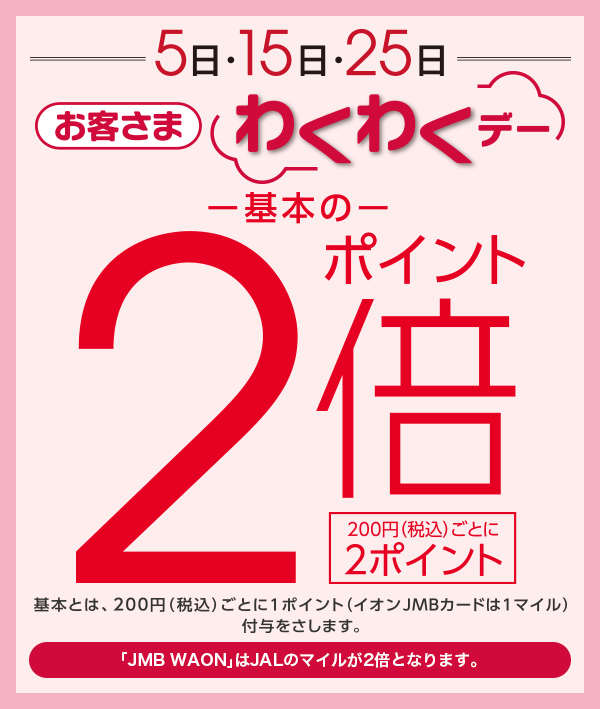 5日・15日・25日
お客さま わくわくデー
ー基本のー
ポイント
2倍
200円(税込)ごとに
2ポイント
基本とは、200円(税込)ごとに1ポイント(イオンJMBカードは1マイル)
付与をさします。
「JMB WAON」はJALのマイルが2倍となります。